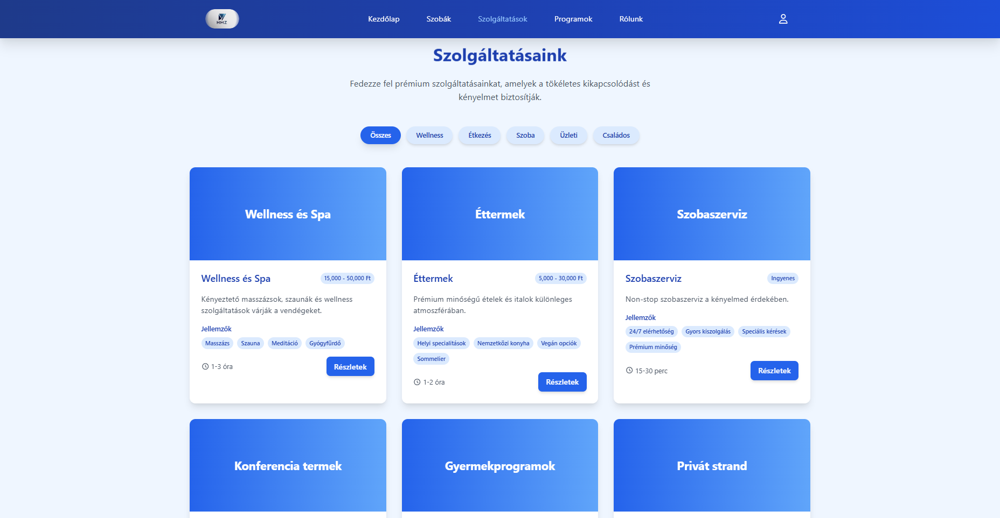 HMZ
Kezdőlap
Szobák
Szolgáltatások
Programok
Rólunk
Szolgáltatásaink
Fedezze fel prémium szolgáltatásainkat, amelyek a tökéletes kikapcsolódást és
kényelmet biztosítják.
Összes
Wellness
Étkezés
Szoba
Üzleti
Családos
Wellness és Spa
Wellness és Spa
15,000 - 50,000 Ft
Kényeztető masszázsok, szaunák és wellness
szolgáltatások várják a vendégeket.
Jellemzők
Masszázs
Szauna
Meditáció
Gyógyfürdő
1-3 óra
Részletek
Éttermek
Éttermek
5,000 - 30,000 Ft
Prémium minőségű ételek és italok különleges
atmoszférában.
Jellemzők
Helyi specialitások
Nemzetközi konyha
Vegán opciók
Sommelier
1-2 óra
Részletek
Szobaszerviz
Szobaszerviz
Ingyenes
Non-stop szobaszerviz a kényelmed érdekében.
Jellemzők
24/7 elérhetőség
Gyors kiszolgálás
Speciális kérések
Prémium minőség
15-30 perc
Részletek
Konferencia termek
Gyermekprogramok
Privát strand